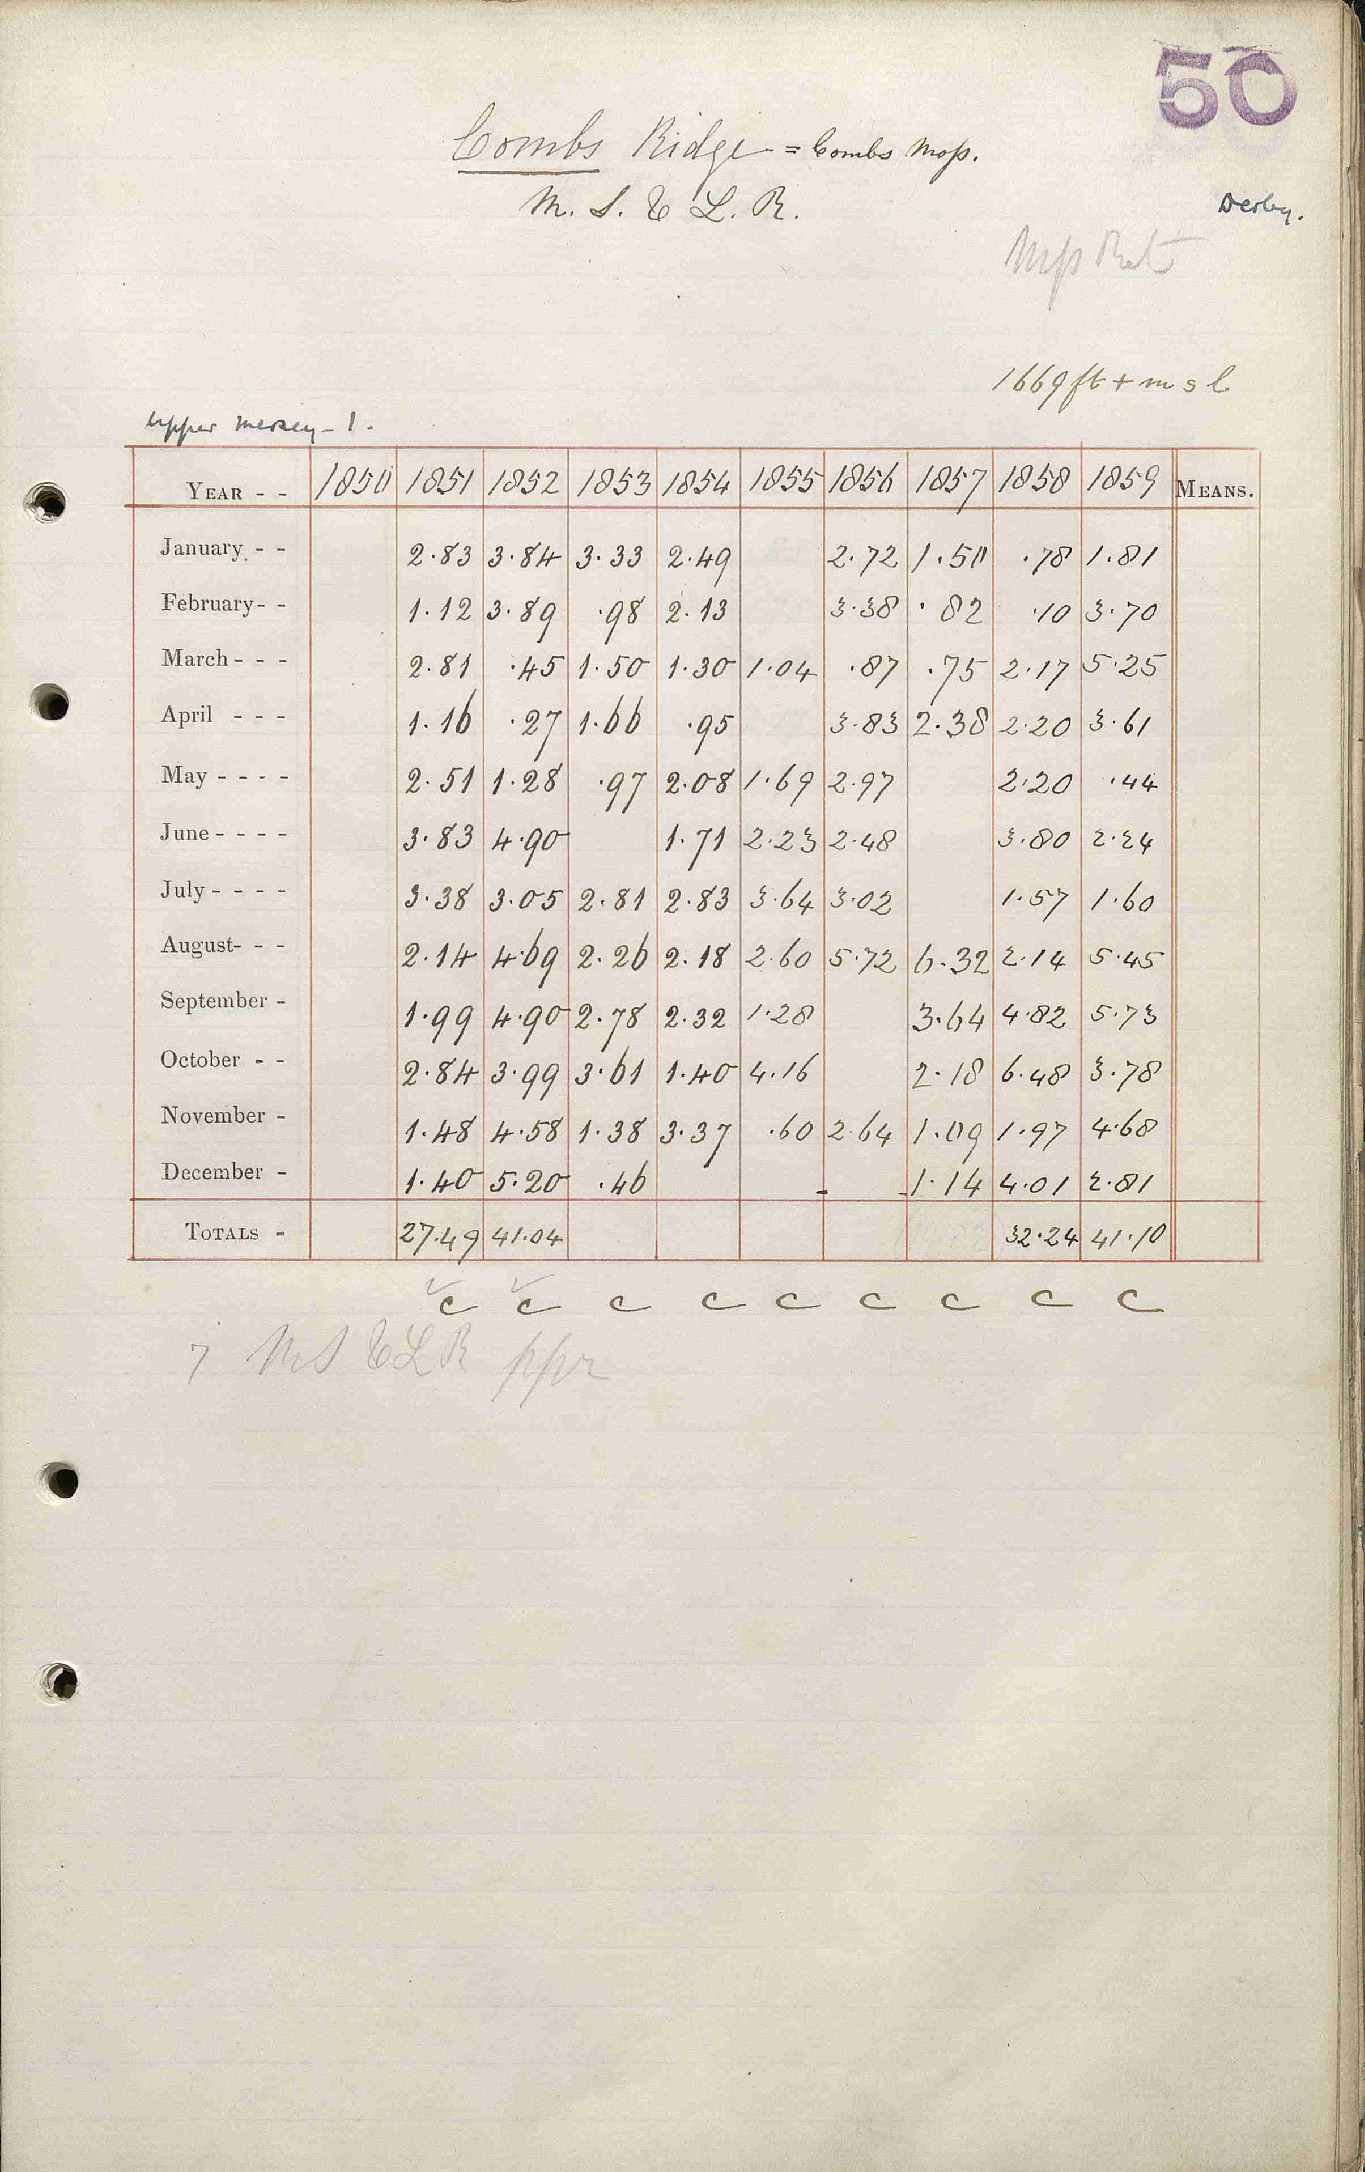 50
Combs Ridge = Combs Moss.
M. S. & L. R.
Derby.
1669 ft + m s l
Upper Mersey - 1.
YEAR - - 1850 1851 1852 1853 1854 1855 1856 1857 1858 1859 MEANS.
January - - 2.83 3.84 3.33 2.49 2.72 1.50 .78 1.81
February - - 1.12 3.89 .98 2.13 3.38 .82 .10 3.70
March - - - 2.81 .45 1.50 1.30 1.04 .87 .75 2.17 5.25
April - - - 1.16 .27 1.66 .95 3.83 2.38 2.20 3.61
May - - - - 2.51 1.28 .97 2.08 1.69 2.97 2.20 .44
June - - - - 3.83 4.90 1.71 2.23 2.48 3.80 2.24
July - - - - 3.38 3.05 2.81 2.83 3.64 3.02 1.57 1.60
August - - - 2.14 4.69 2.26 2.18 2.60 5.72 6.32 2.14 5.45
September - 1.99 4.90 2.78 2.32 1.28 3.64 4.82 5.73
October - - 2.84 3.99 3.61 1.40 4.16 2.18 6.48 3.78
November - 1.48 4.58 1.38 3.37 .60 2.64 1.09 1.97 4.68
December - 1.40 5.20 .46 - - 1.14 4.01 2.81
TOTALS - 27.49 41.04 32.24 41.10
c c c c c c c c c
7 M S & L R ppr